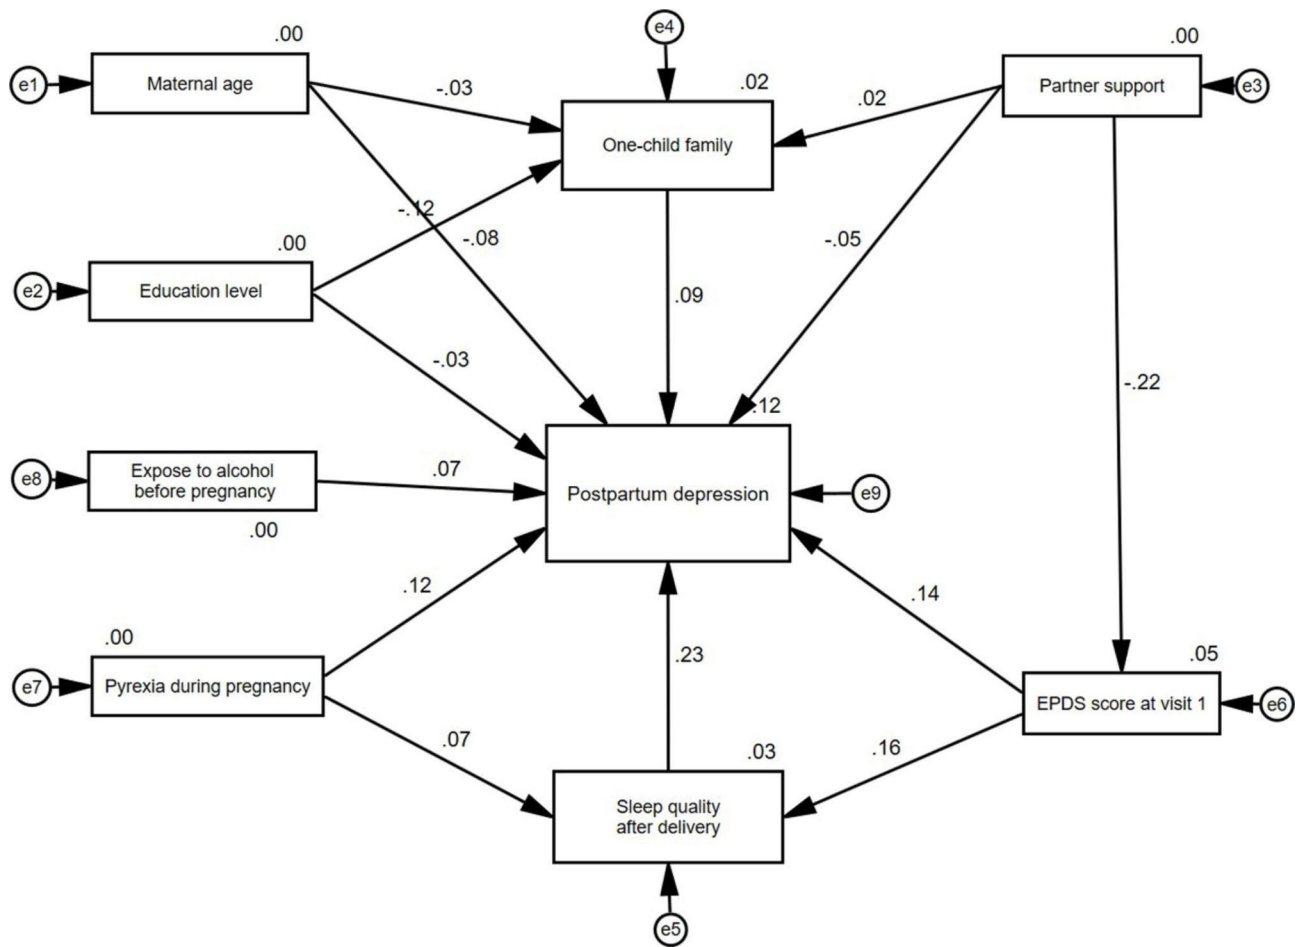 e4
.00
.00
e1
Maternal age
-.03
.02
.02
Partner support
e3
One-child family
-.12
-.08
-.05
.00
e2
Education level
.09
-.03
-.22
.12
e8
Expose to alcohol
before pregnancy
.07
Postpartum depression
e9
.00
.12
.14
.00
.23
.05
e7
Pyrexia during pregnancy
EPDS score at visit 1
e6
.07
.03
.16
Sleep quality
after delivery
e5